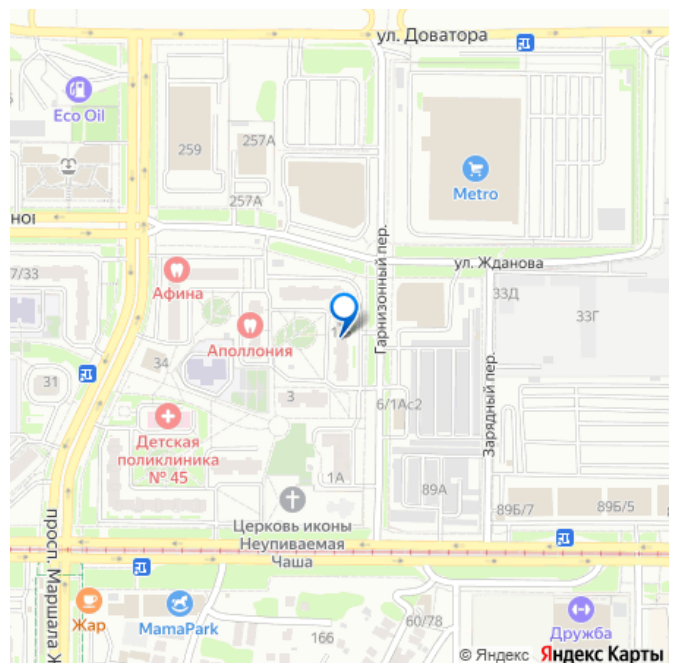 ул. Доватора
Eco Oil
259
257А
Metro
257А
ул. Жданова
7/33
Афина
33Д
33Г
Гарнизонный пер.
Аполлония
34
31
3
6/1Ас2
Зарядный пер.
Детская
поликлиника
№ 45
1А
89А
89Б/7
89Б/5
Церковь иконы
Неупиваемая
Чаша
просп. Маршала Ж
Жар
MamaPark
166
60/78
Дружба
© Яндекс Яндекс Карты